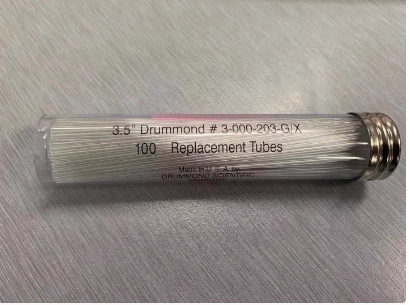 3.5" Drummond # 3-000-203-G/X
100 Replacement Tubes
Made in U. S. A. by
DRUMMOND SCIENTIFIC